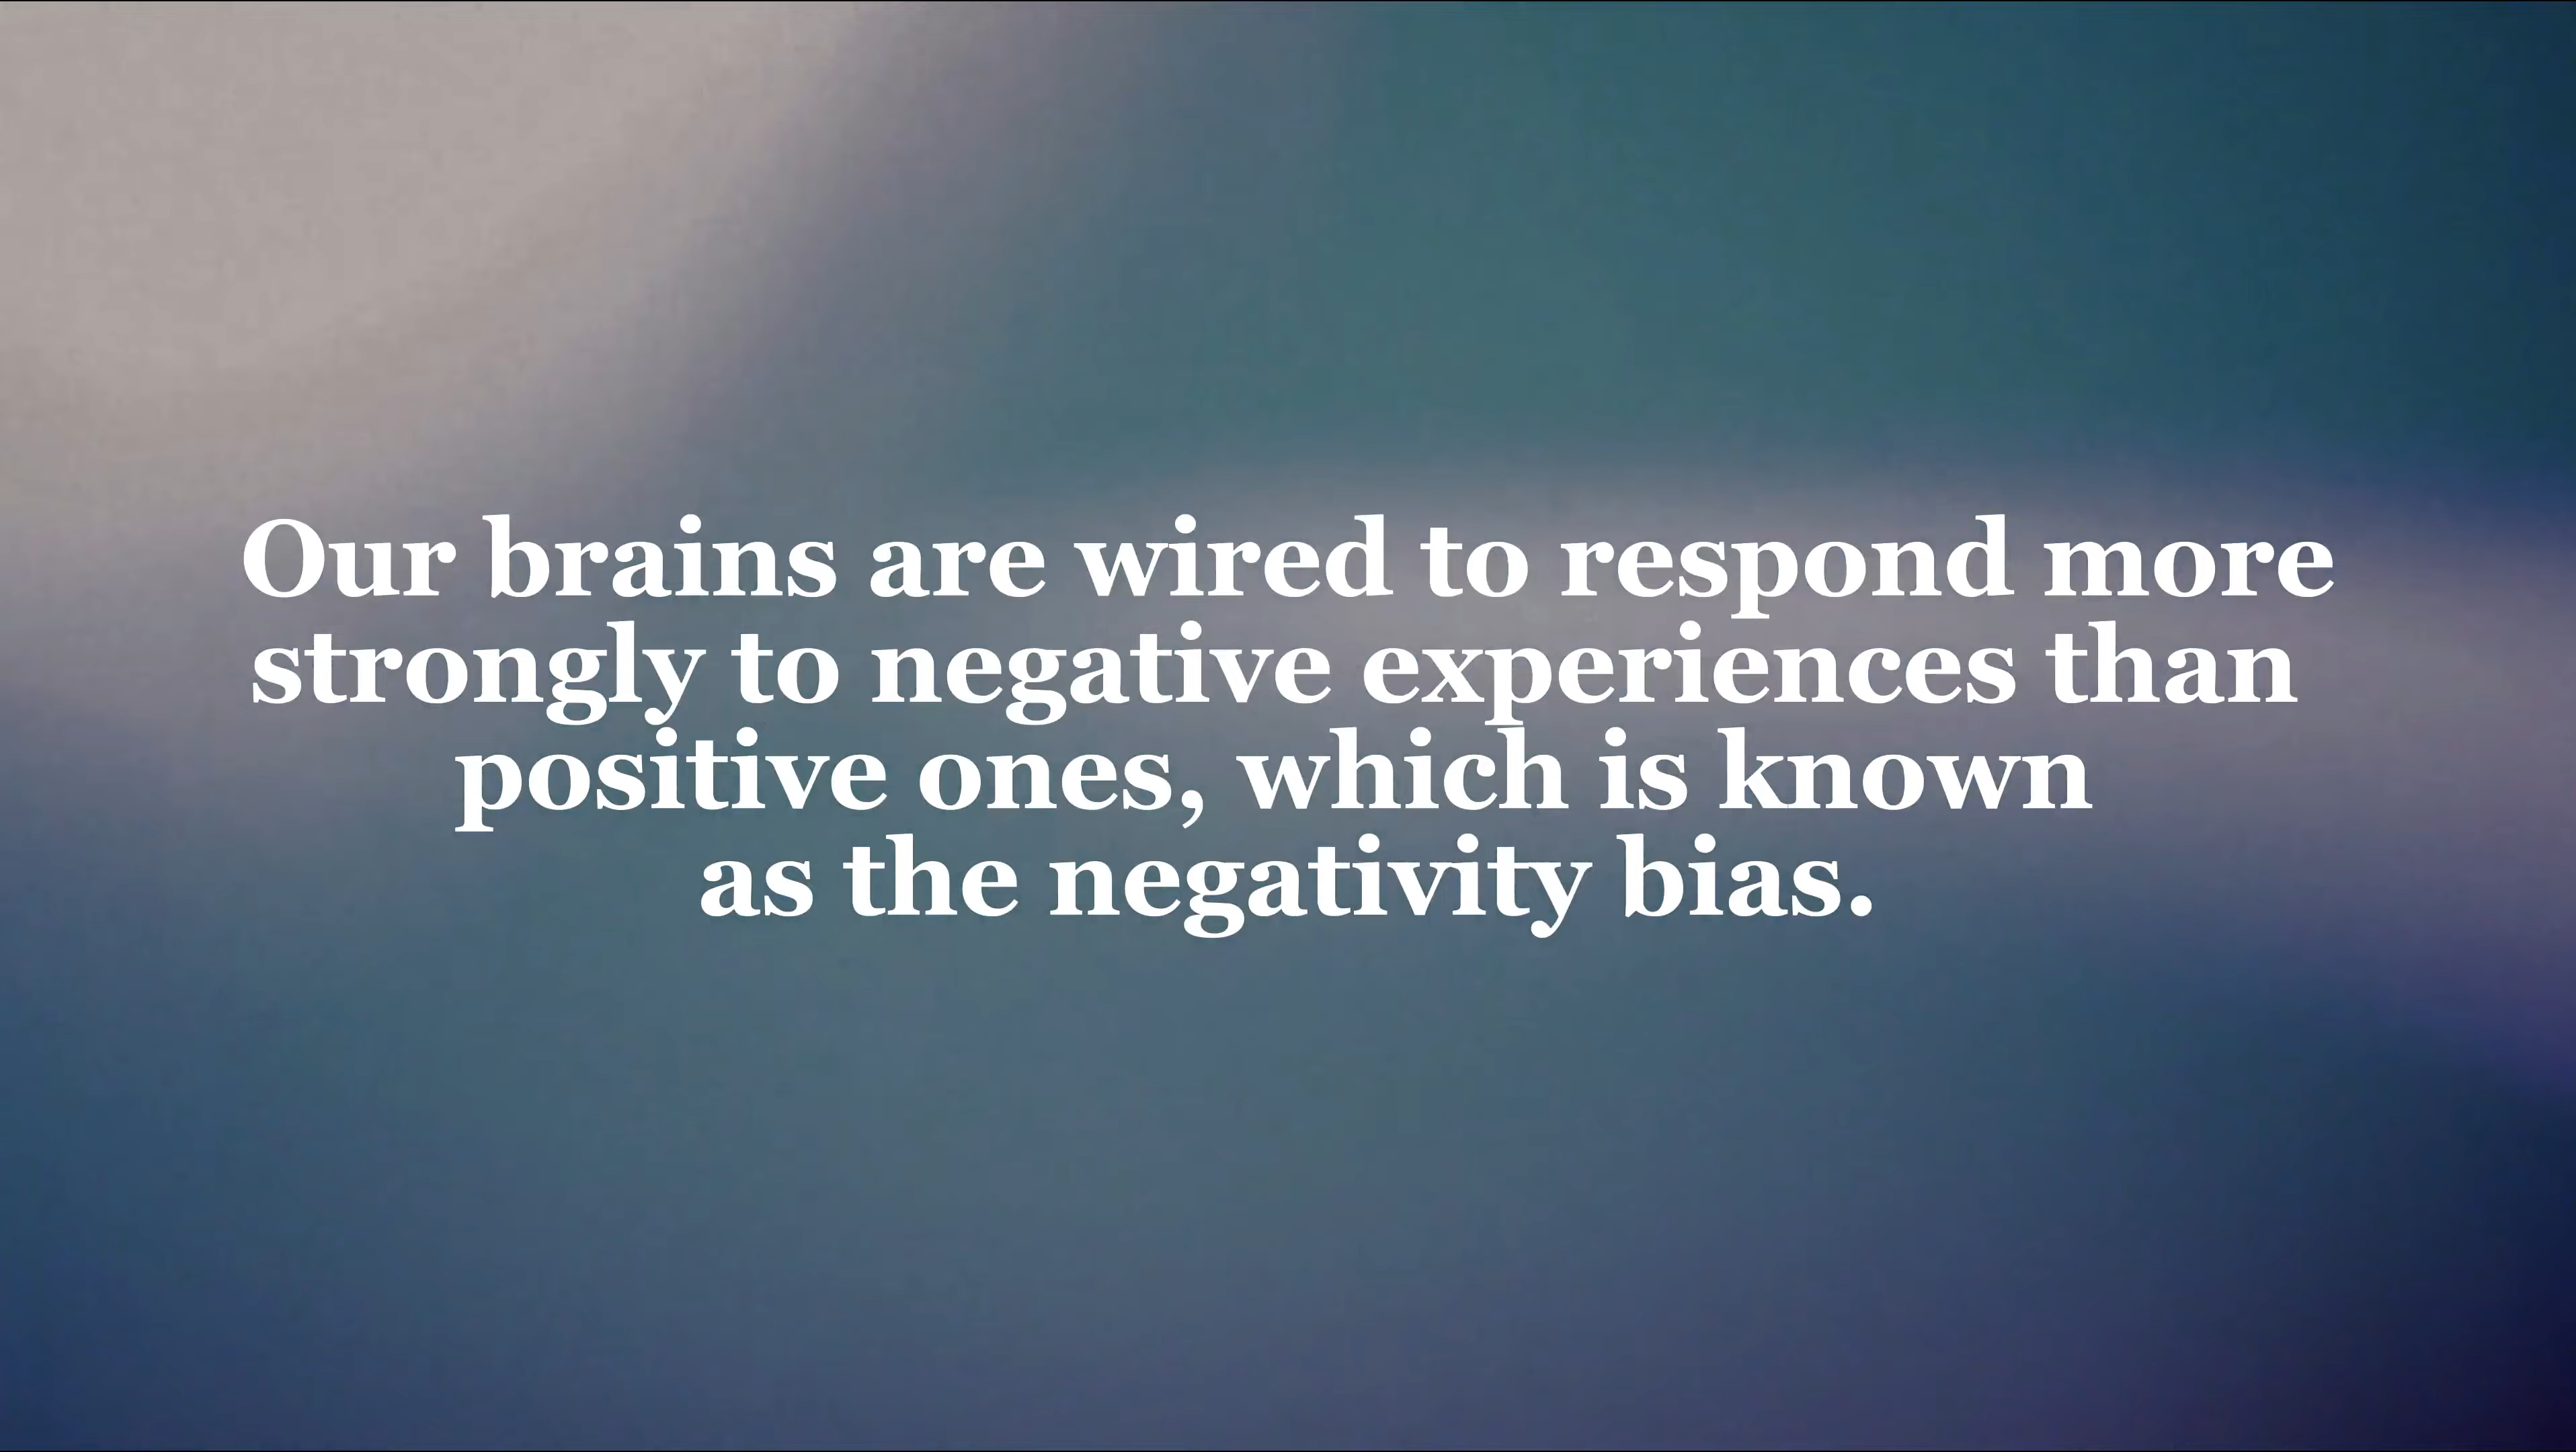 Our brains are wired to respond more
strongly to negative experiences than
positive ones, which is known
as the negativity bias.